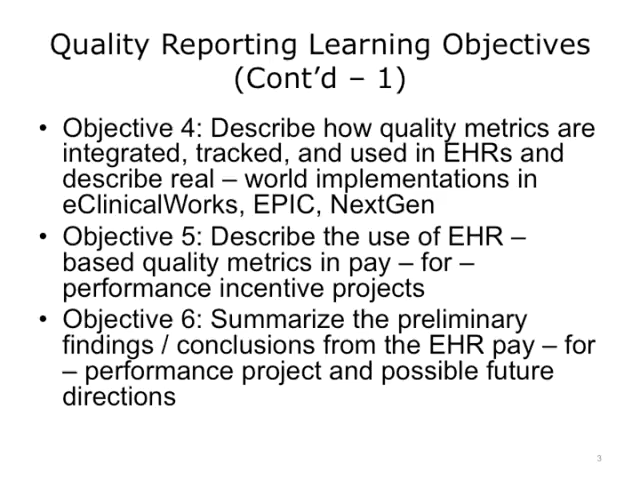 Quality Reporting Learning Objectives
(Cont’d – 1)
• Objective 4: Describe how quality metrics are
integrated, tracked, and used in EHRs and
describe real – world implementations in
eClinicalWorks, EPIC, NextGen
• Objective 5: Describe the use of EHR –
based quality metrics in pay – for –
performance incentive projects
• Objective 6: Summarize the preliminary
findings / conclusions from the EHR pay – for
– performance project and possible future
directions
3